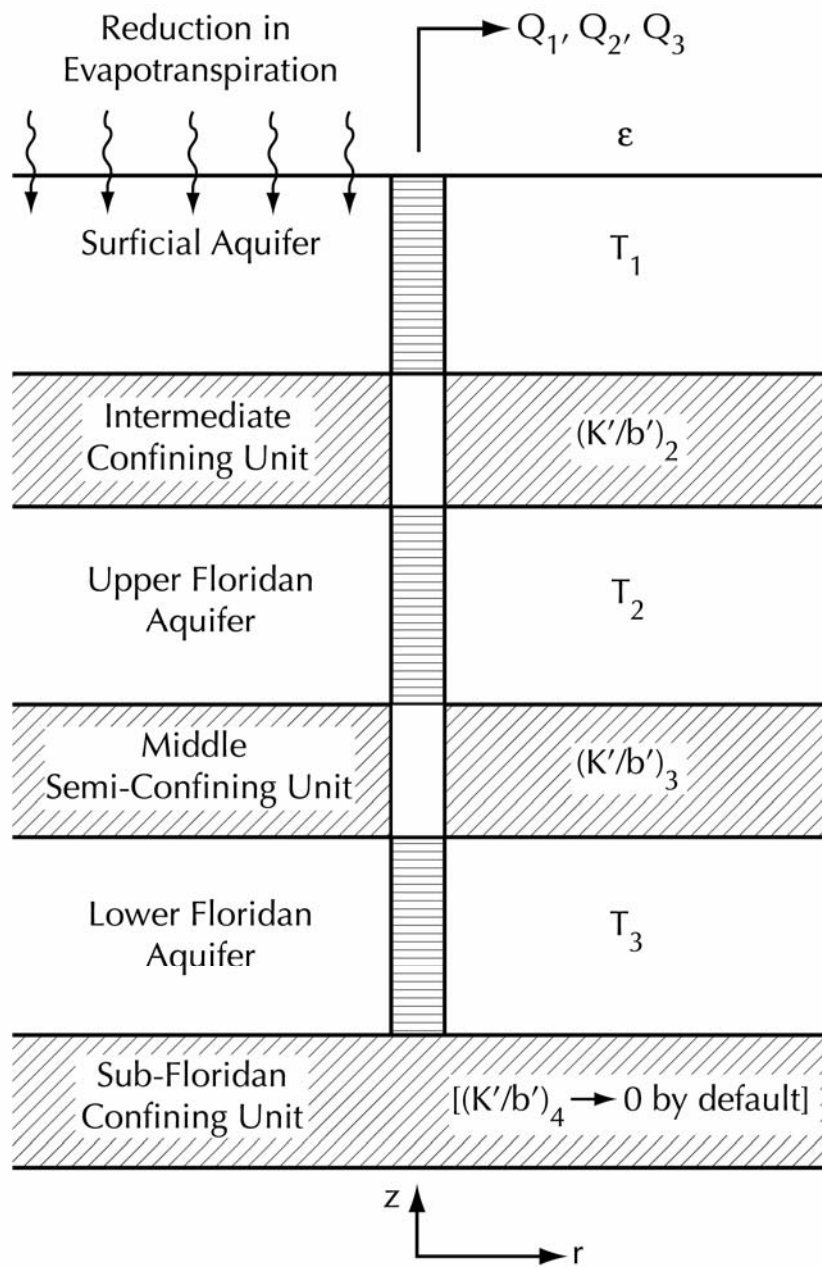 Reduction in
Evapotranspiration
Q₁, Q₂, Q₃
ε
Surficial Aquifer
T₁
Intermediate
Confining Unit
(K′/b′)₂
Upper Floridan
Aquifer
T₂
Middle
Semi-Confining Unit
(K′/b′)₃
Lower Floridan
Aquifer
T₃
Sub-Floridan
Confining Unit
[(K′/b′)₄ → 0 by default]
z
r